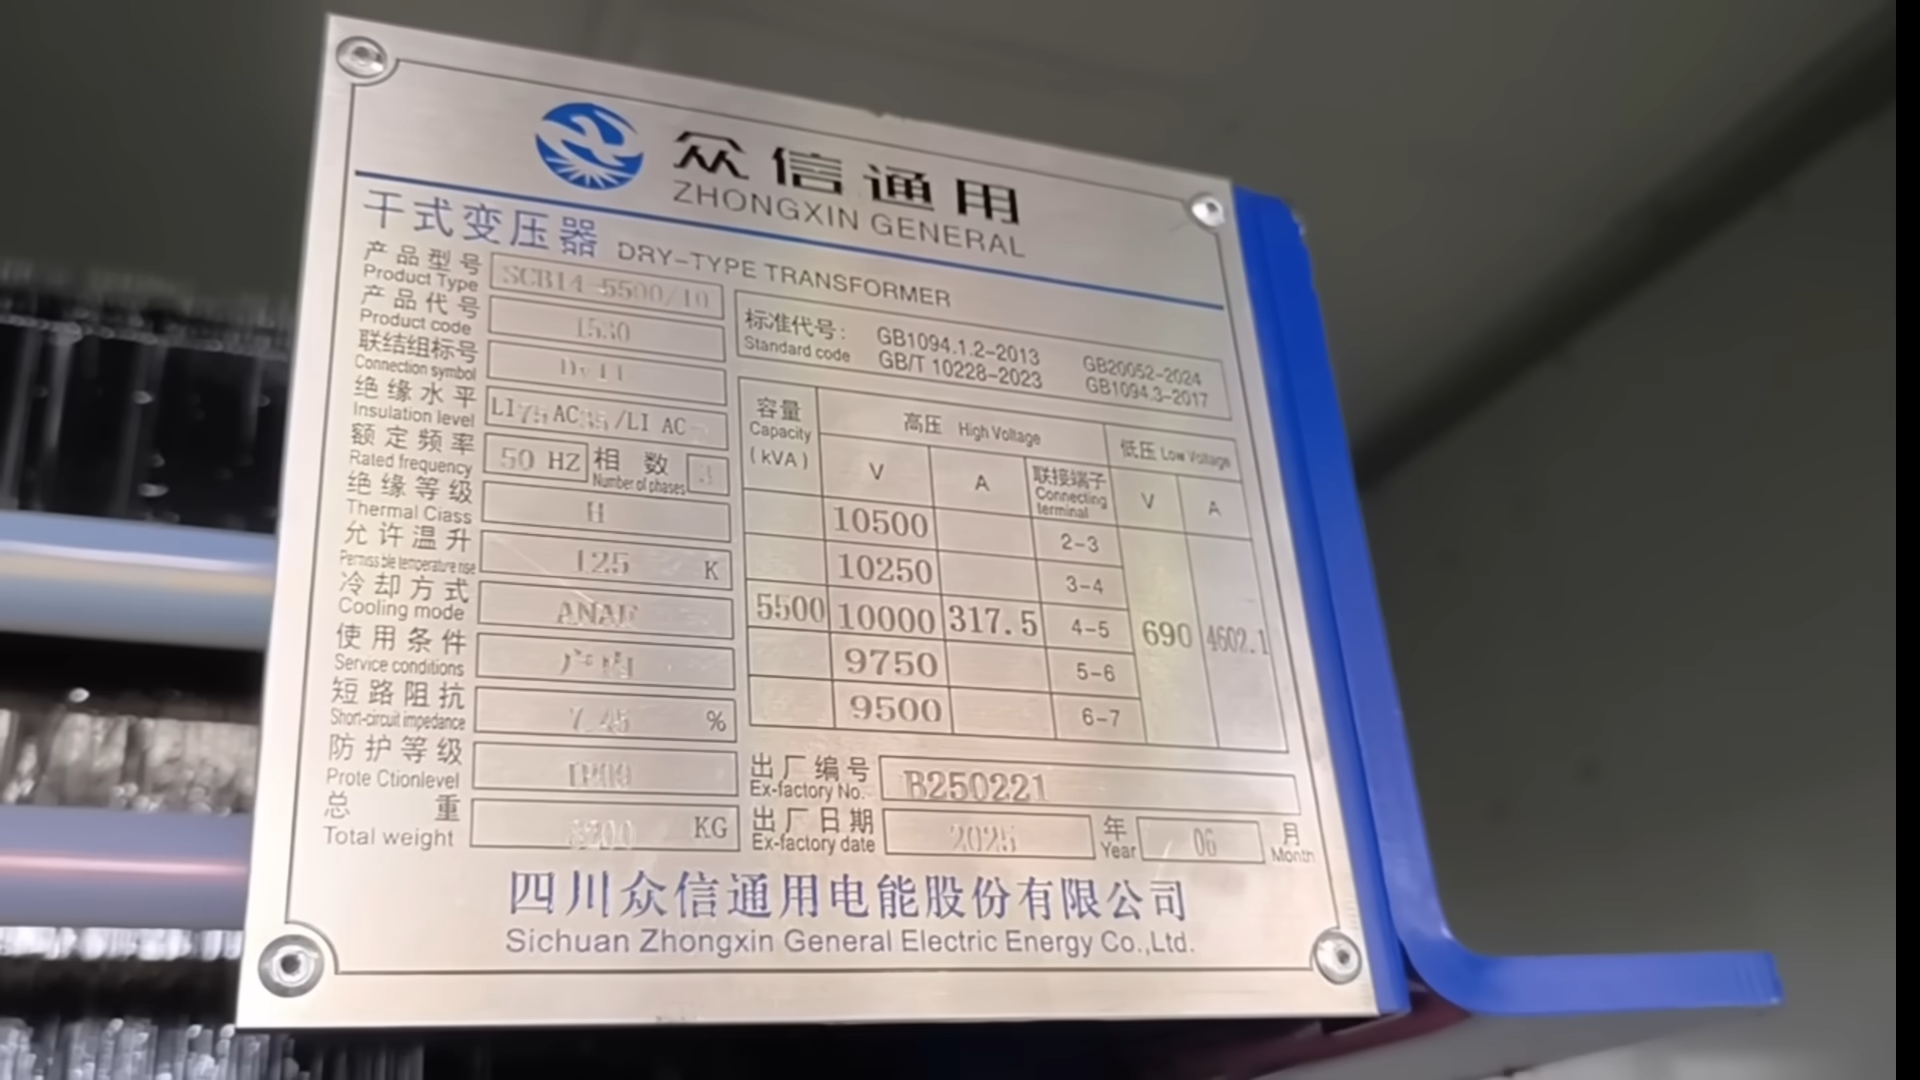 众信通用
ZHONGXIN GENERAL
干式变压器 DRY-TYPE TRANSFORMER
产品型号 SCB14-5500/10
Product Type
产品代号 1530
Product code
联结组标号
Connection symbol
绝缘水平 LI75AC35/LI AC
Insulation level
额定频率 50 HZ 相数 3
Rated frequency Number of phases
绝缘等级 H
Thermal Class
允许温升 125 K
Permissible temperature rise
冷却方式 ANAF
Cooling mode
使用条件 户内
Service conditions
短路阻抗 7.45 %
Short-circuit impedance
防护等级 IP00
Prote Ctionlevel
总重 KG
Total weight
标准代号: GB1094.1.2-2013 GB20052-2024
Standard code GB/T 10228-2023 GB1094.3-2017
容量 高压 High Voltage 低压 Low Voltage
Capacity
(kVA) V A 联接端子 V A
Connecting
terminal
10500 2-3
10250 3-4
5500 10000 317.5 4-5 690 4602.1
9750 5-6
9500 6-7
出厂编号 B250221
Ex-factory No.
出厂日期 2025 年 06 月
Ex-factory date Year Month
四川众信通用电能股份有限公司
Sichuan Zhongxin General Electric Energy Co.,Ltd.